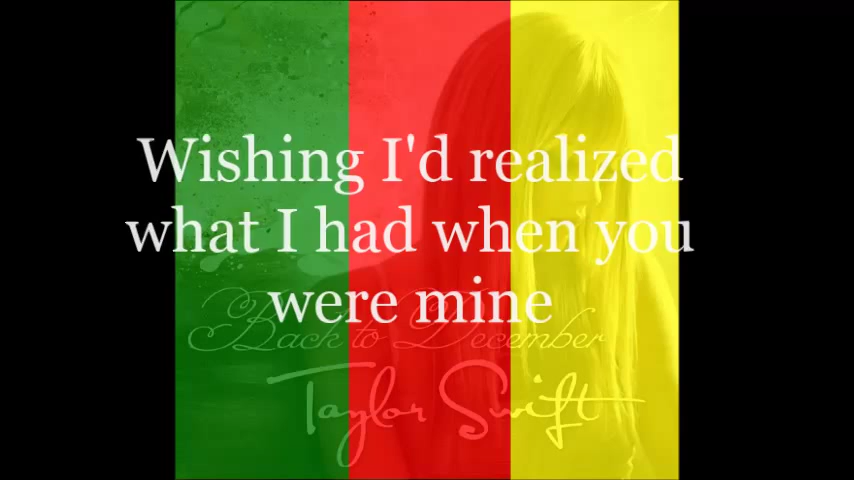 Wishing I'd realized
what I had when you
were mine
Back to December
Taylor Swift